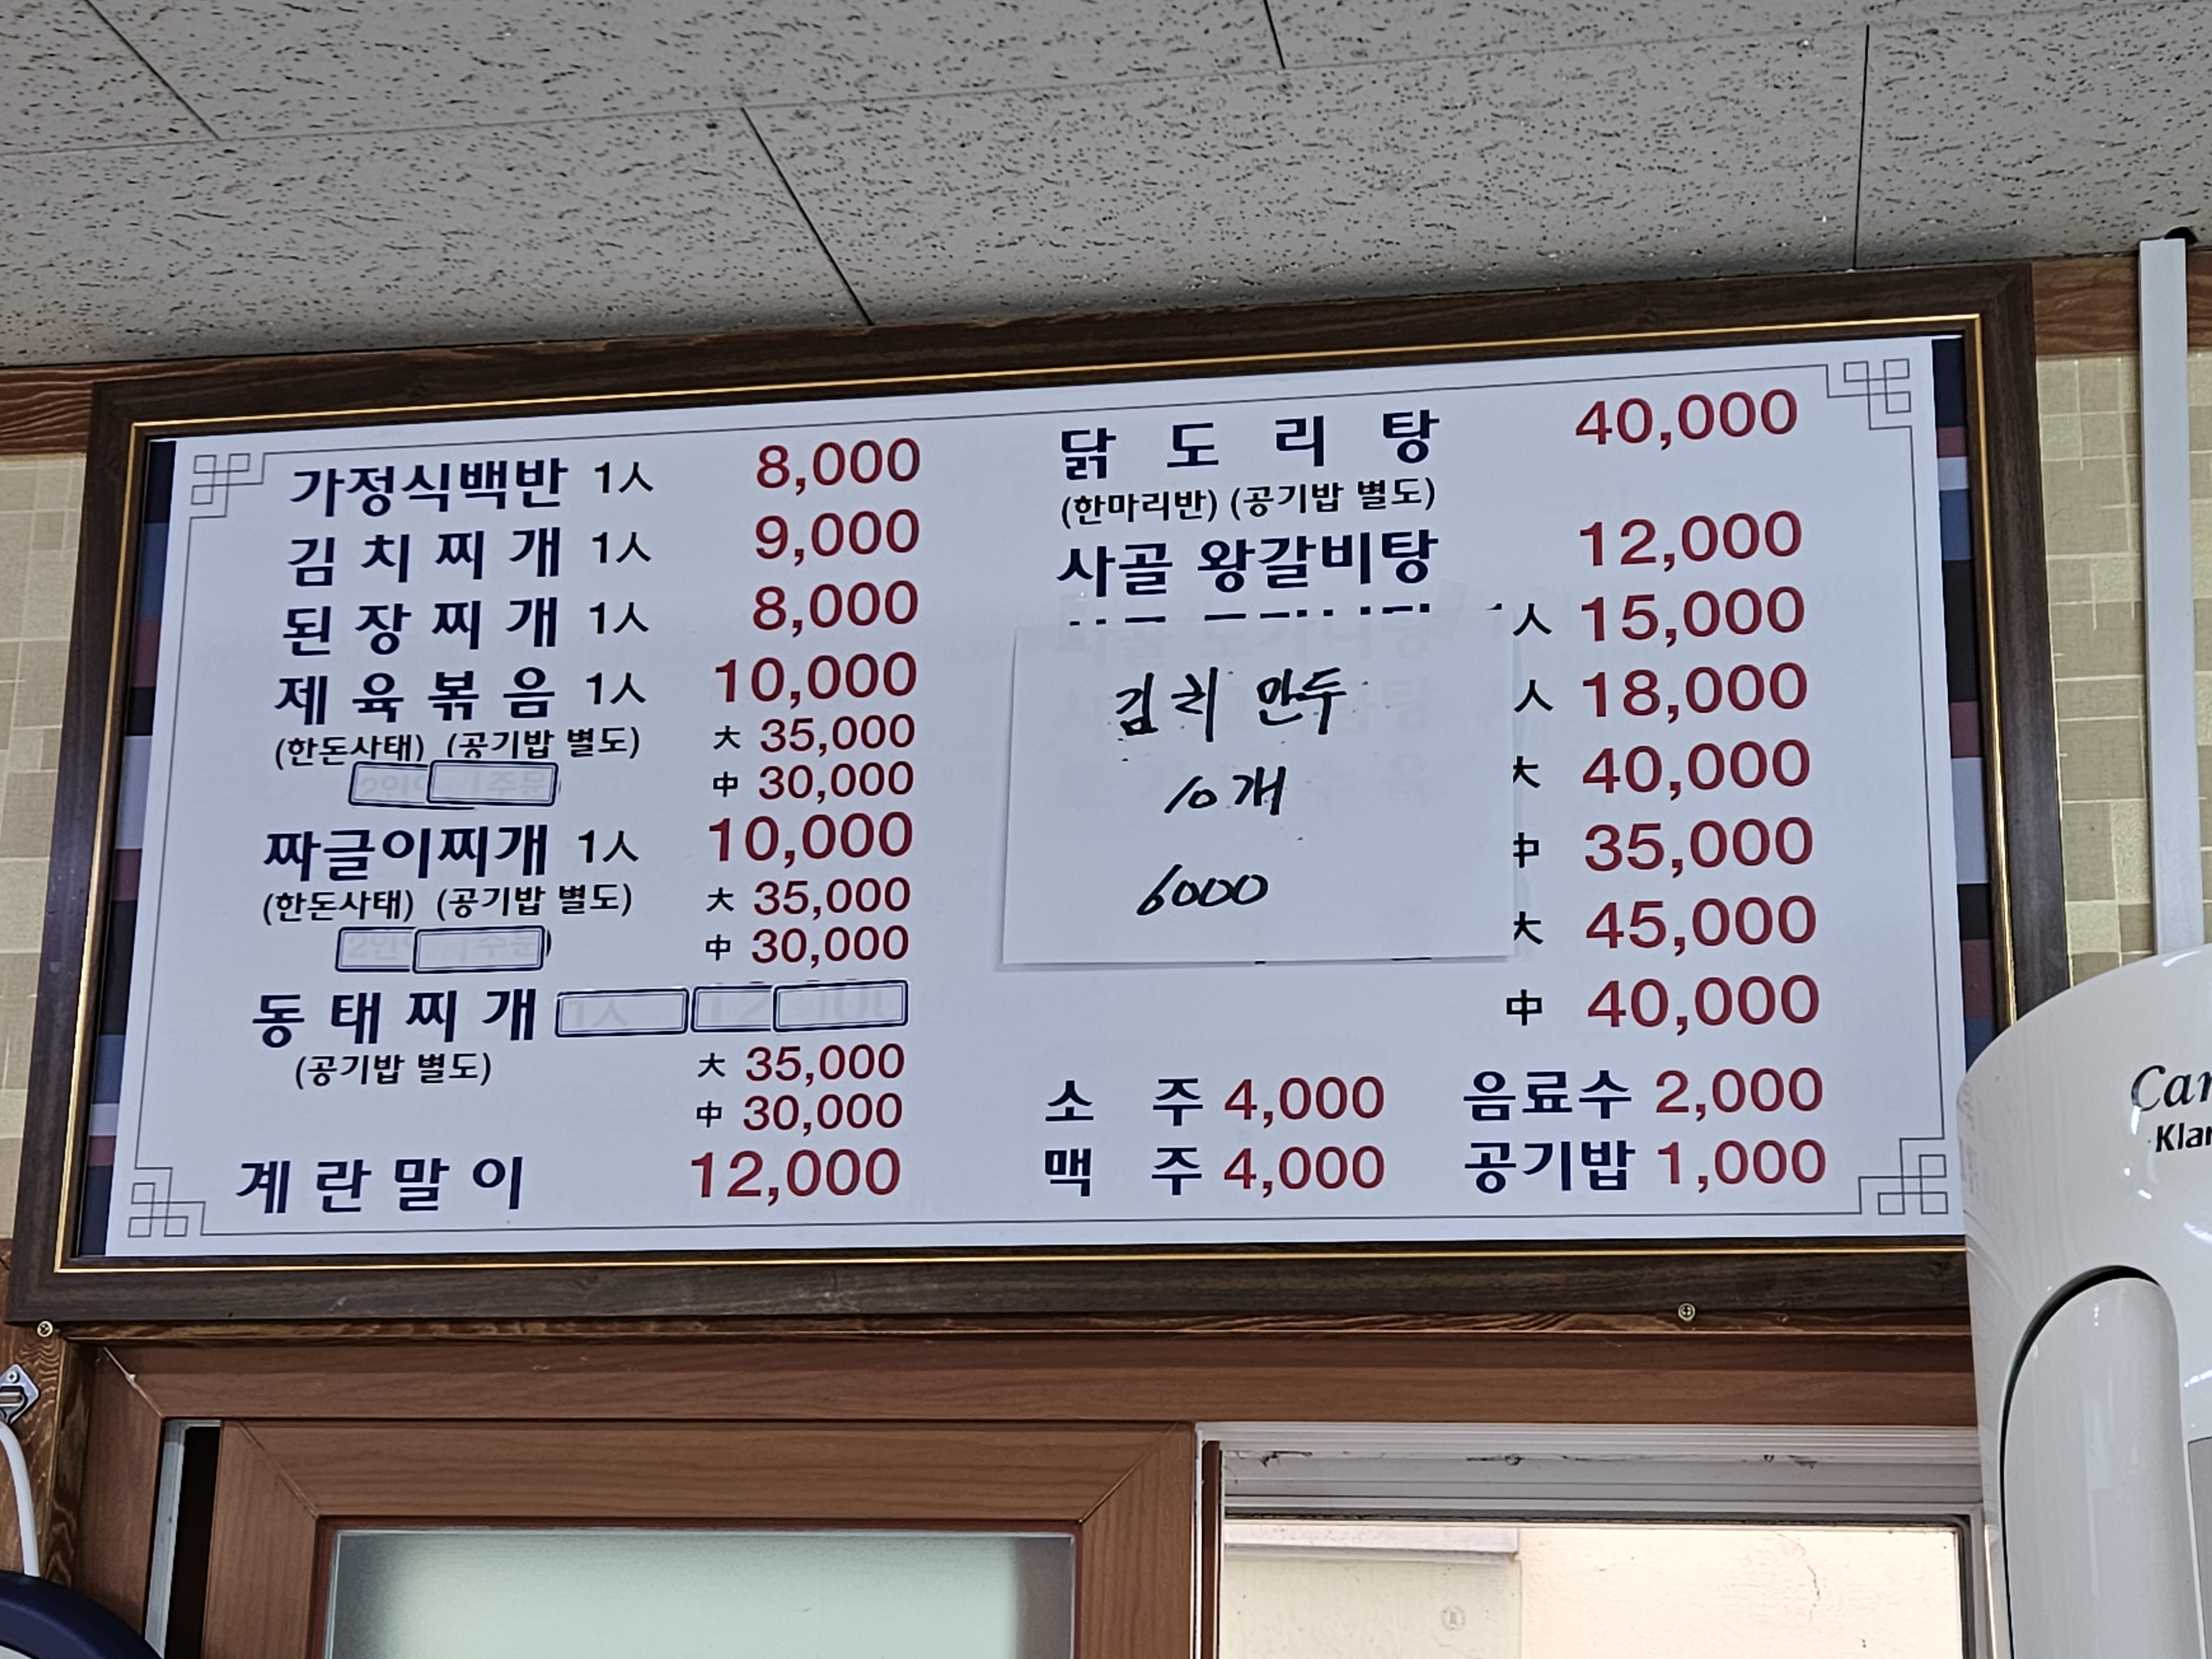 가정식백반 1人 8,000
김치찌개 1人 9,000
된장찌개 1人 8,000
제육볶음 1人 10,000
(한돈사태) (공기밥 별도) 大 35,000
中 30,000
짜글이찌개 1人 10,000
(한돈사태) (공기밥 별도) 大 35,000
中 30,000
동태찌개
(공기밥 별도) 大 35,000
中 30,000
계란말이 12,000
닭도리탕 40,000
(한마리반) (공기밥 별도)
사골 왕갈비탕 12,000
人 15,000
人 18,000
大 40,000
中 35,000
大 45,000
中 40,000
김치 만두
10개
6000
소주 4,000 음료수 2,000
맥주 4,000 공기밥 1,000